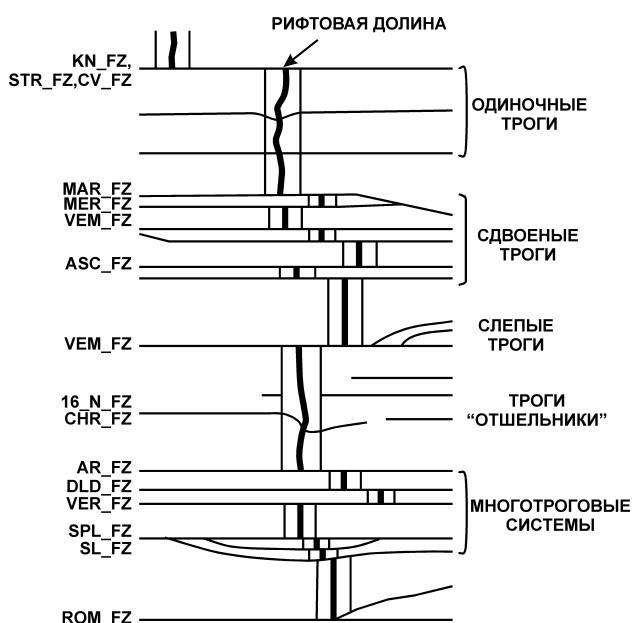 РИФТОВАЯ ДОЛИНА
KN_FZ,
STR_FZ,CV_FZ
ОДИНОЧНЫЕ
ТРОГИ
MAR_FZ
MER_FZ
VEM_FZ
СДВОЕНЫЕ
ТРОГИ
ASC_FZ
СЛЕПЫЕ
ТРОГИ
VEM_FZ
16_N_FZ
CHR_FZ
ТРОГИ
“ОТШЕЛЬНИКИ”
AR_FZ
DLD_FZ
VER_FZ
МНОГОТРОГОВЫЕ
СИСТЕМЫ
SPL_FZ
SL_FZ
ROM_FZ